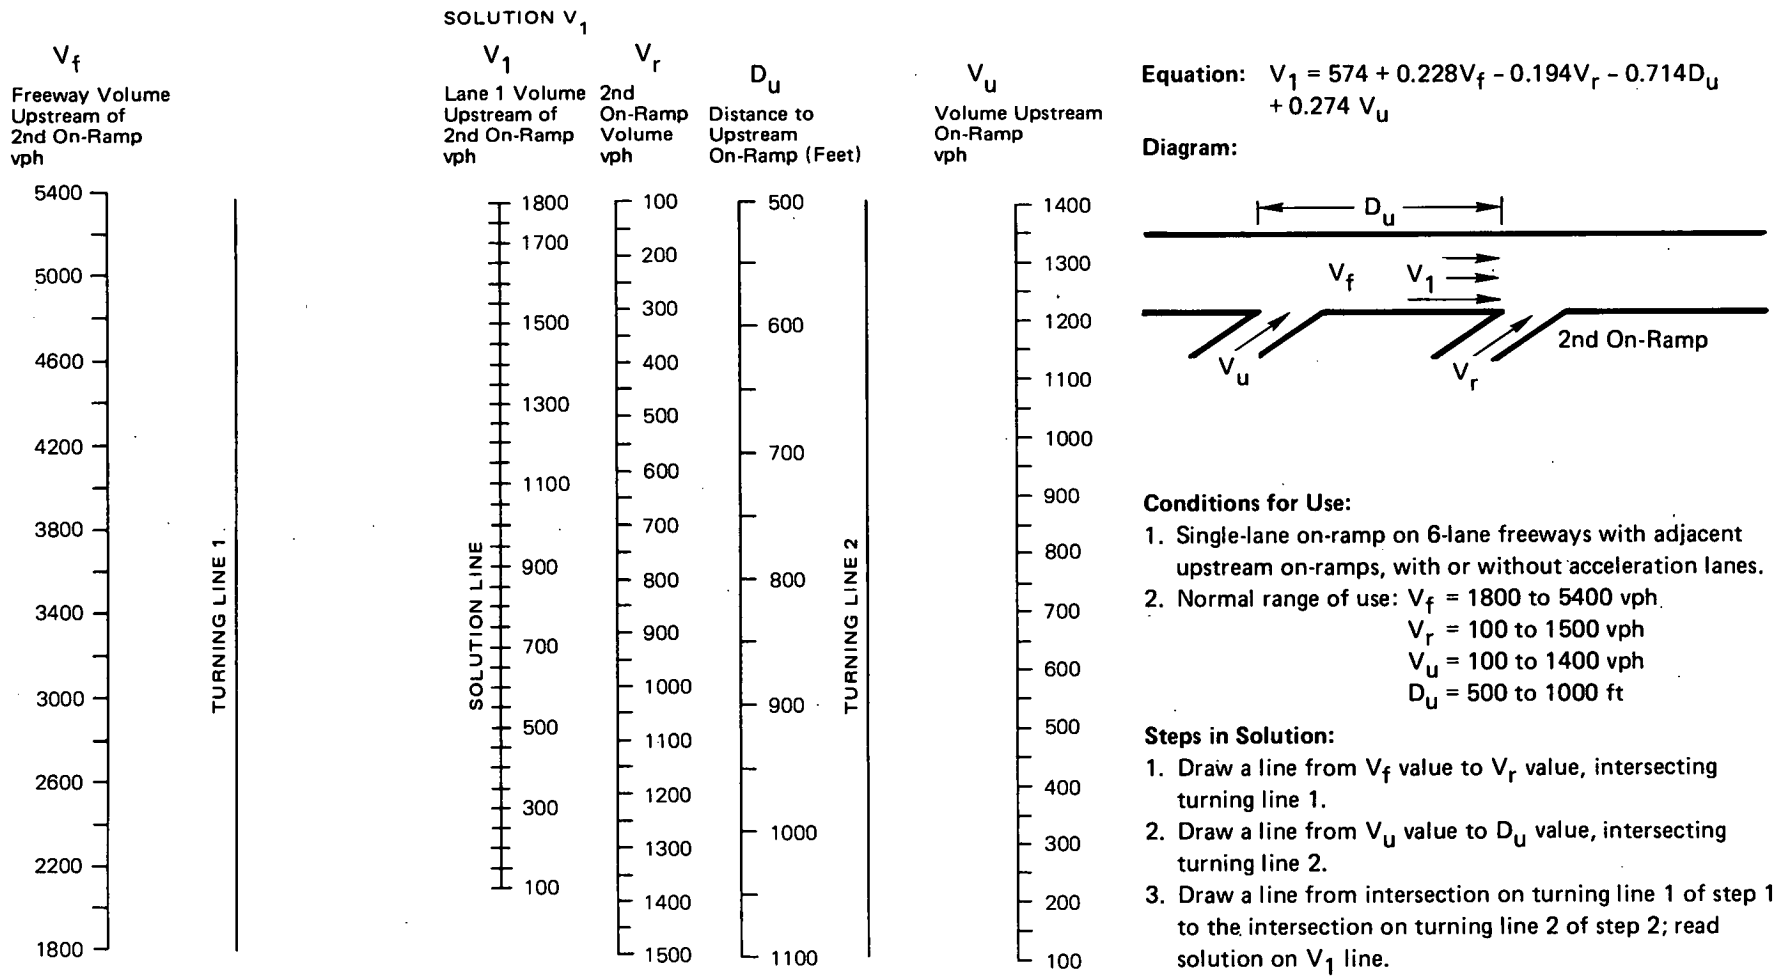 SOLUTION V1
Vf
Freeway Volume
Upstream of
2nd On-Ramp
vph
5400
5000
4600
4200
3800
3400
3000
2600
2200
1800
TURNING LINE 1
V1
Lane 1 Volume
Upstream of
2nd On-Ramp
vph
1800
1700
1500
1300
1100
900
700
500
300
100
SOLUTION LINE
Vr
2nd
On-Ramp
Volume
vph
100
200
300
400
500
600
700
800
900
1000
1100
1200
1300
1400
1500
Du
Distance to
Upstream
On-Ramp (Feet)
500
600
700
800
900
1000
1100
TURNING LINE 2
Vu
Volume Upstream
On-Ramp
vph
1400
1300
1200
1100
1000
900
800
700
600
500
400
300
200
100
Equation: V1 = 574 + 0.228Vf - 0.194Vr - 0.714Du
+ 0.274 Vu
Diagram:
Du
Vf V1
2nd On-Ramp
Vu Vr
Conditions for Use:
1. Single-lane on-ramp on 6-lane freeways with adjacent
upstream on-ramps, with or without acceleration lanes.
2. Normal range of use: Vf = 1800 to 5400 vph
Vr = 100 to 1500 vph
Vu = 100 to 1400 vph
Du = 500 to 1000 ft
Steps in Solution:
1. Draw a line from Vf value to Vr value, intersecting
turning line 1.
2. Draw a line from Vu value to Du value, intersecting
turning line 2.
3. Draw a line from intersection on turning line 1 of step 1
to the intersection on turning line 2 of step 2; read
solution on V1 line.